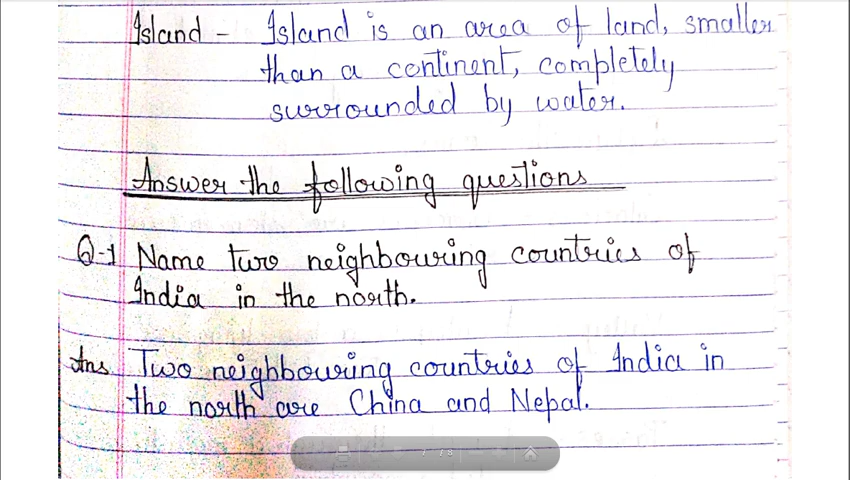 Island - Island is an area of land, smaller
than a continent, completely
surrounded by water.
Answer the following questions
Q-1 Name two neighbouring countries of
India in the north.
Ans Two neighbouring countries of India in
the north are China and Nepal.
7 / 8